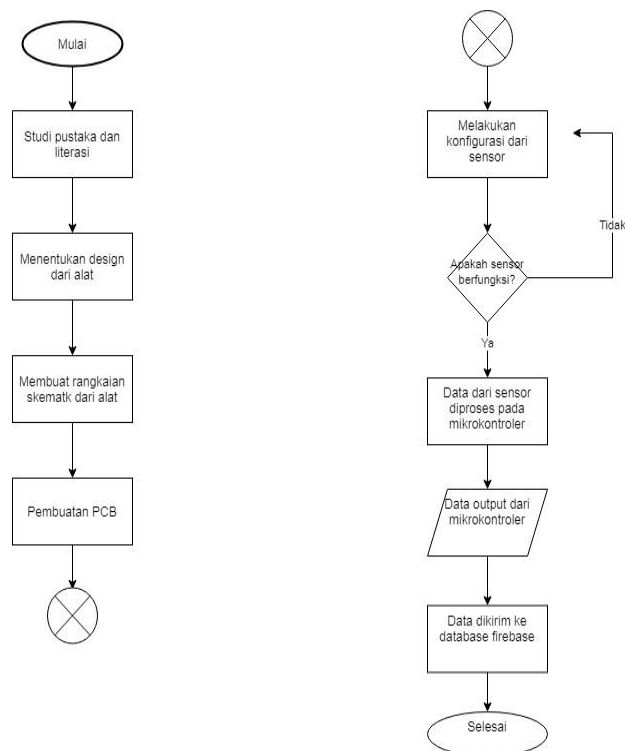 Mulai
Studi pustaka dan
literasi
Menentukan design
dari alat
Membuat rangkaian
skematk dari alat
Pembuatan PCB
Melakukan
konfigurasi dari
sensor
Apakah sensor
berfungksi?
Tidak
Ya
Data dari sensor
diproses pada
mikrokontroler
Data output dari
mikrokontroler
Data dikirim ke
database firebase
Selesai